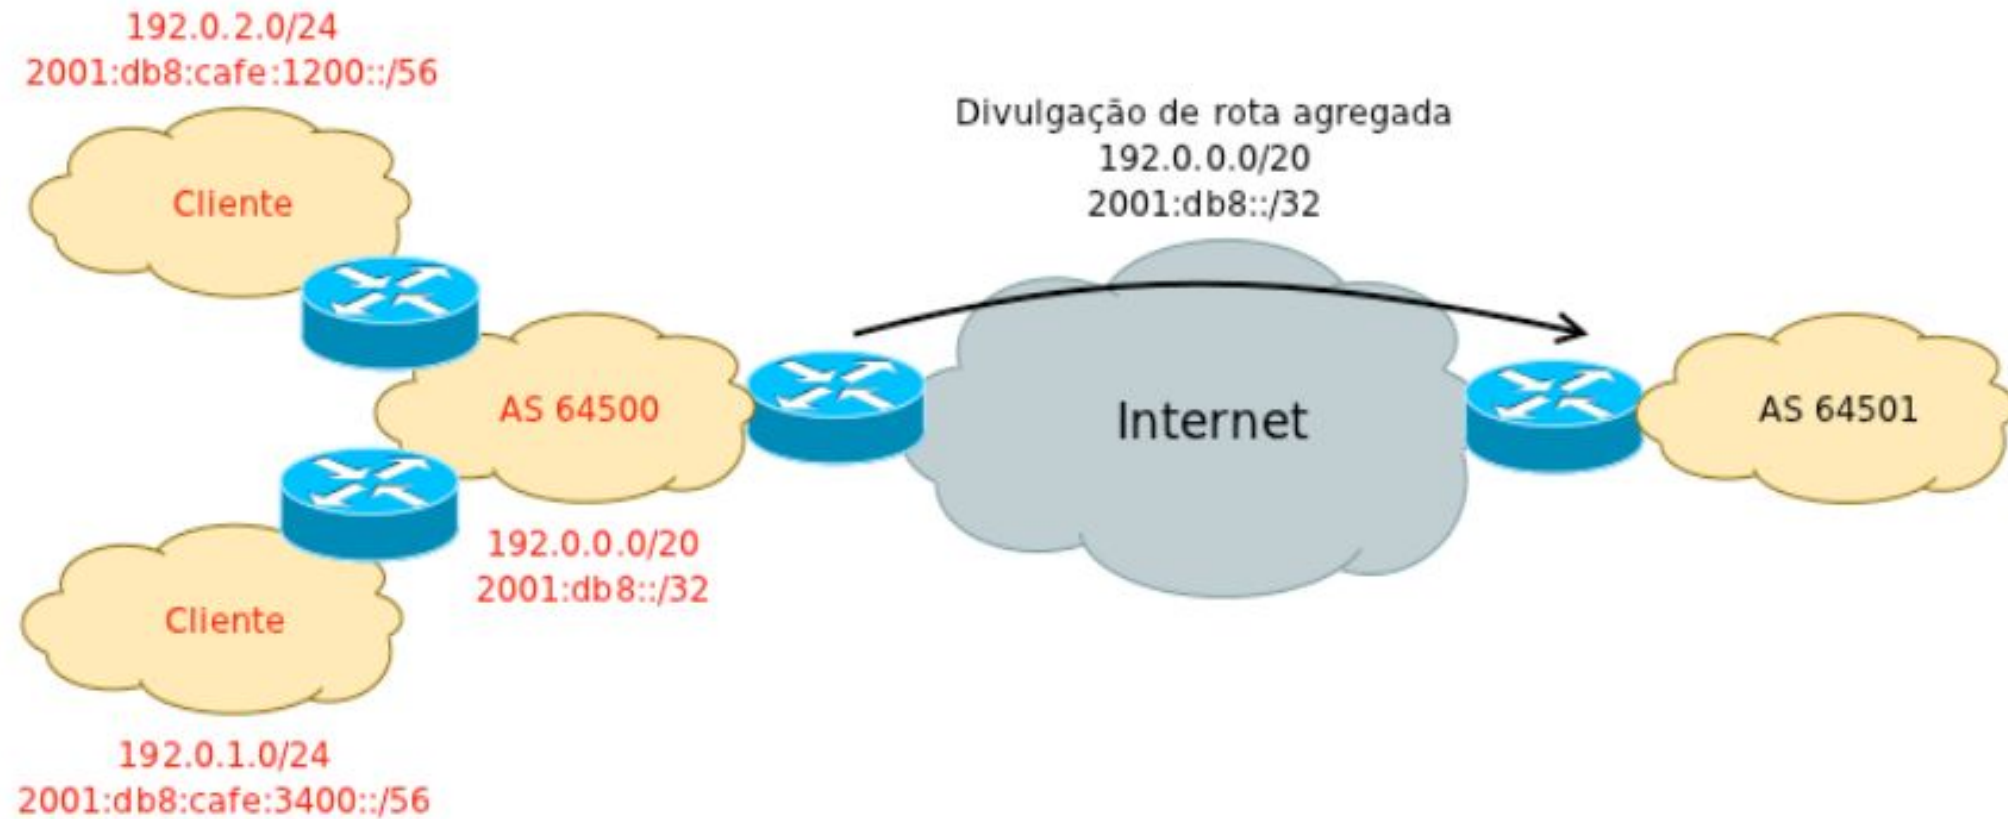 192.0.2.0/24
2001:db8:cafe:1200::/56
Cliente
Divulgação de rota agregada
192.0.0.0/20
2001:db8::/32
AS 64500
Internet
AS 64501
192.0.0.0/20
2001:db8::/32
Cliente
192.0.1.0/24
2001:db8:cafe:3400::/56